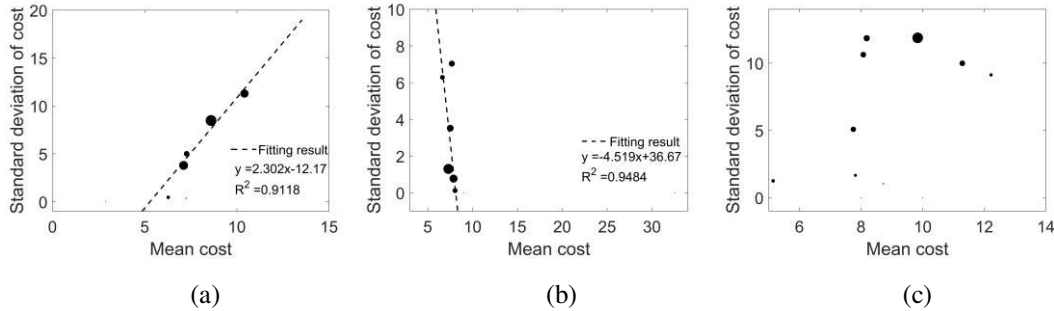 Standard deviation of cost
20
15
10
5
0
0
5
10
15
Mean cost
Fitting result
y =2.302x-12.17
R² =0.9118
(a)
Standard deviation of cost
10
8
6
4
2
0
5
10
15
20
25
30
Mean cost
Fitting result
y =-4.519x+36.67
R² =0.9484
(b)
Standard deviation of cost
10
5
0
6
8
10
12
14
Mean cost
(c)